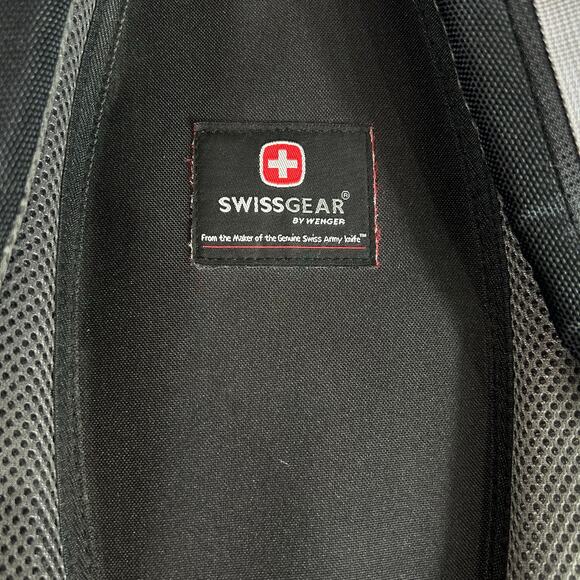 SWISSGEAR®
BY WENGER
From the Maker of the Genuine Swiss Army knife™